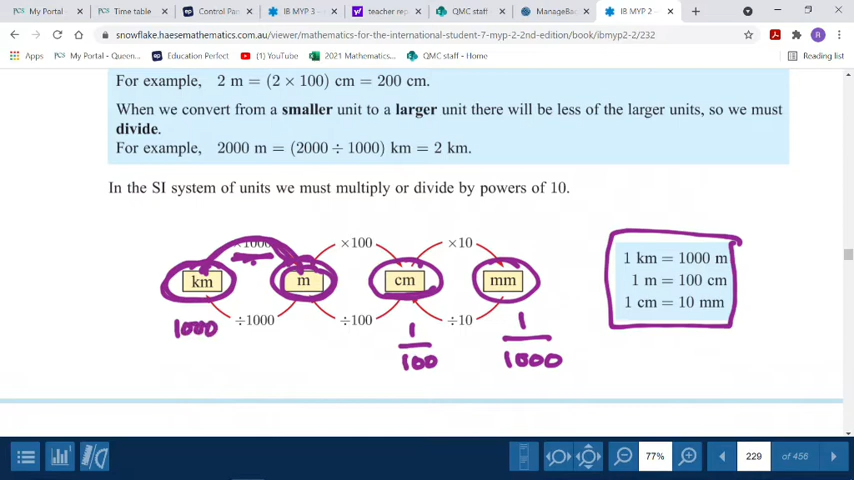 My Portal
Time table
Control Pa
IB MYP 3 -
teacher rep
QMC staff
ManageBa
IB MYP 2 -
snowflake.haesemathematics.com.au/viewer/mathematics-for-the-international-student-7-myp-2-2nd-edition/book/ibmyp2-2/232
My Portal - Queen...
Education Perfect
(1) YouTube
2021 Mathematics...
QMC staff - Home
Reading list
For example, 2 m = (2 × 100) cm = 200 cm.
When we convert from a smaller unit to a larger unit there will be less of the larger units, so we must
divide.
For example, 2000 m = (2000 ÷ 1000) km = 2 km.
In the SI system of units we must multiply or divide by powers of 10.
×1000 ×100 ×10
km m cm mm
÷1000 ÷100 ÷10
1 km = 1000 m
1 m = 100 cm
1 cm = 10 mm
1000
1
100
1
1000
77%
229 of 456